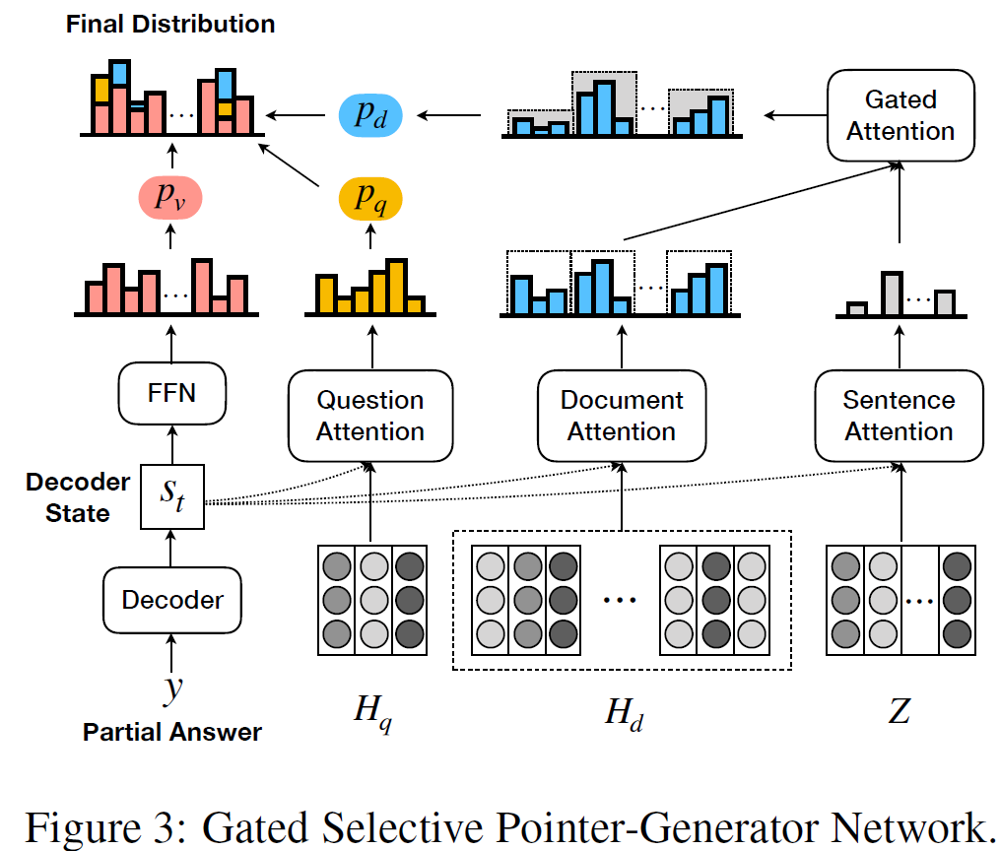 Final Distribution
...
p_d
...
Gated
Attention
p_v
p_q
...
...
...
FFN
Question
Attention
Document
Attention
Sentence
Attention
Decoder
State
s_t
Decoder
...
...
y
Partial Answer
H_q
H_d
Z
Figure 3: Gated Selective Pointer-Generator Network.